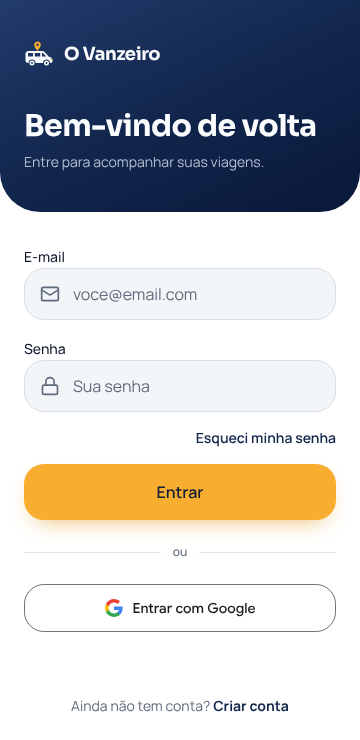 O Vanzeiro
Bem-vindo de volta
Entre para acompanhar suas viagens.
E-mail
voce@email.com
Senha
Sua senha
Esqueci minha senha
Entrar
ou
Entrar com Google
Ainda não tem conta? Criar conta